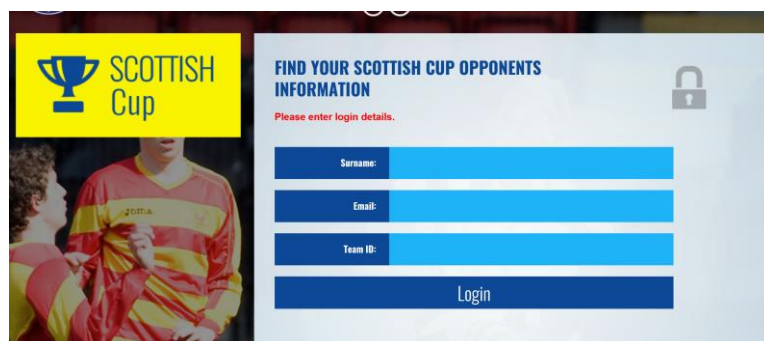 SCOTTISH
Cup
FIND YOUR SCOTTISH CUP OPPONENTS
INFORMATION
Please enter login details.
Surname:
Email:
Team ID:
Login
Joma